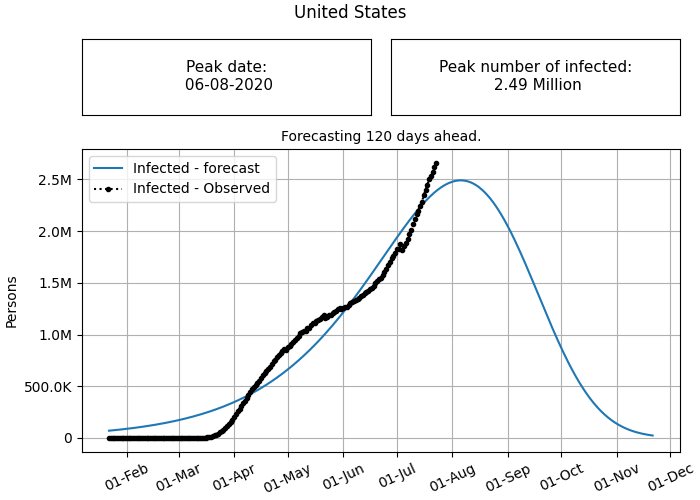 United States
Peak date:
06-08-2020
Peak number of infected:
2.49 Million
Forecasting 120 days ahead.
Infected - forecast
Infected - Observed
Persons
2.5M
2.0M
1.5M
1.0M
500.0K
0
01-Feb
01-Mar
01-Apr
01-May
01-Jun
01-Jul
01-Aug
01-Sep
01-Oct
01-Nov
01-Dec